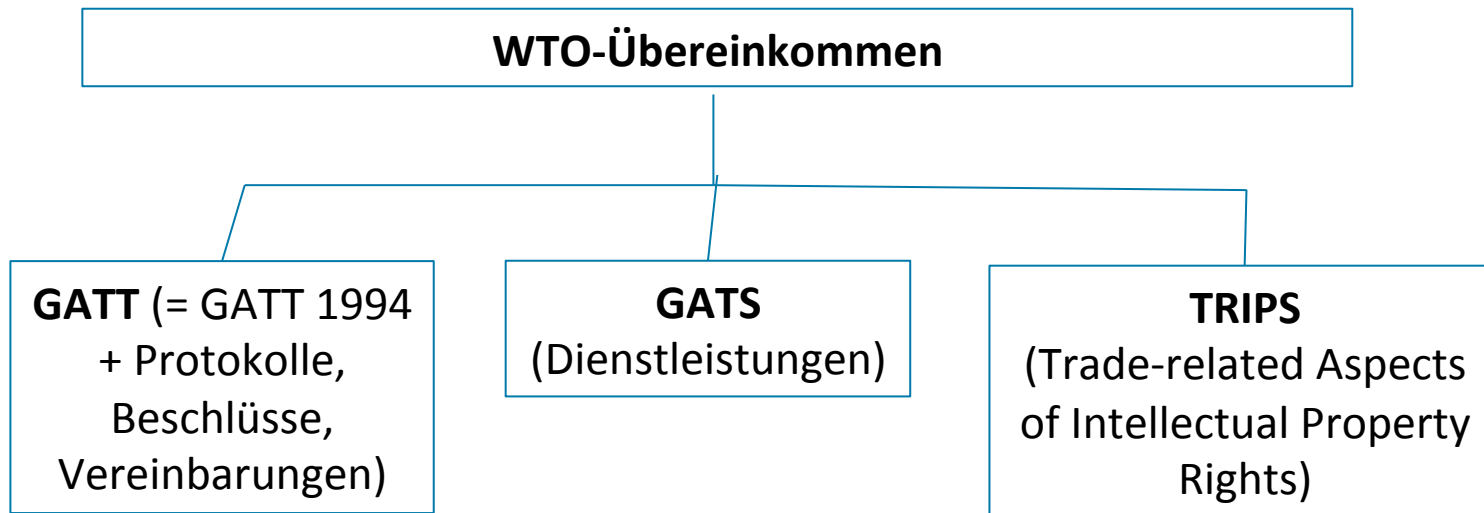 WTO-Übereinkommen
GATT (= GATT 1994
+ Protokolle,
Beschlüsse,
Vereinbarungen)
GATS
(Dienstleistungen)
TRIPS
(Trade-related Aspects
of Intellectual Property
Rights)